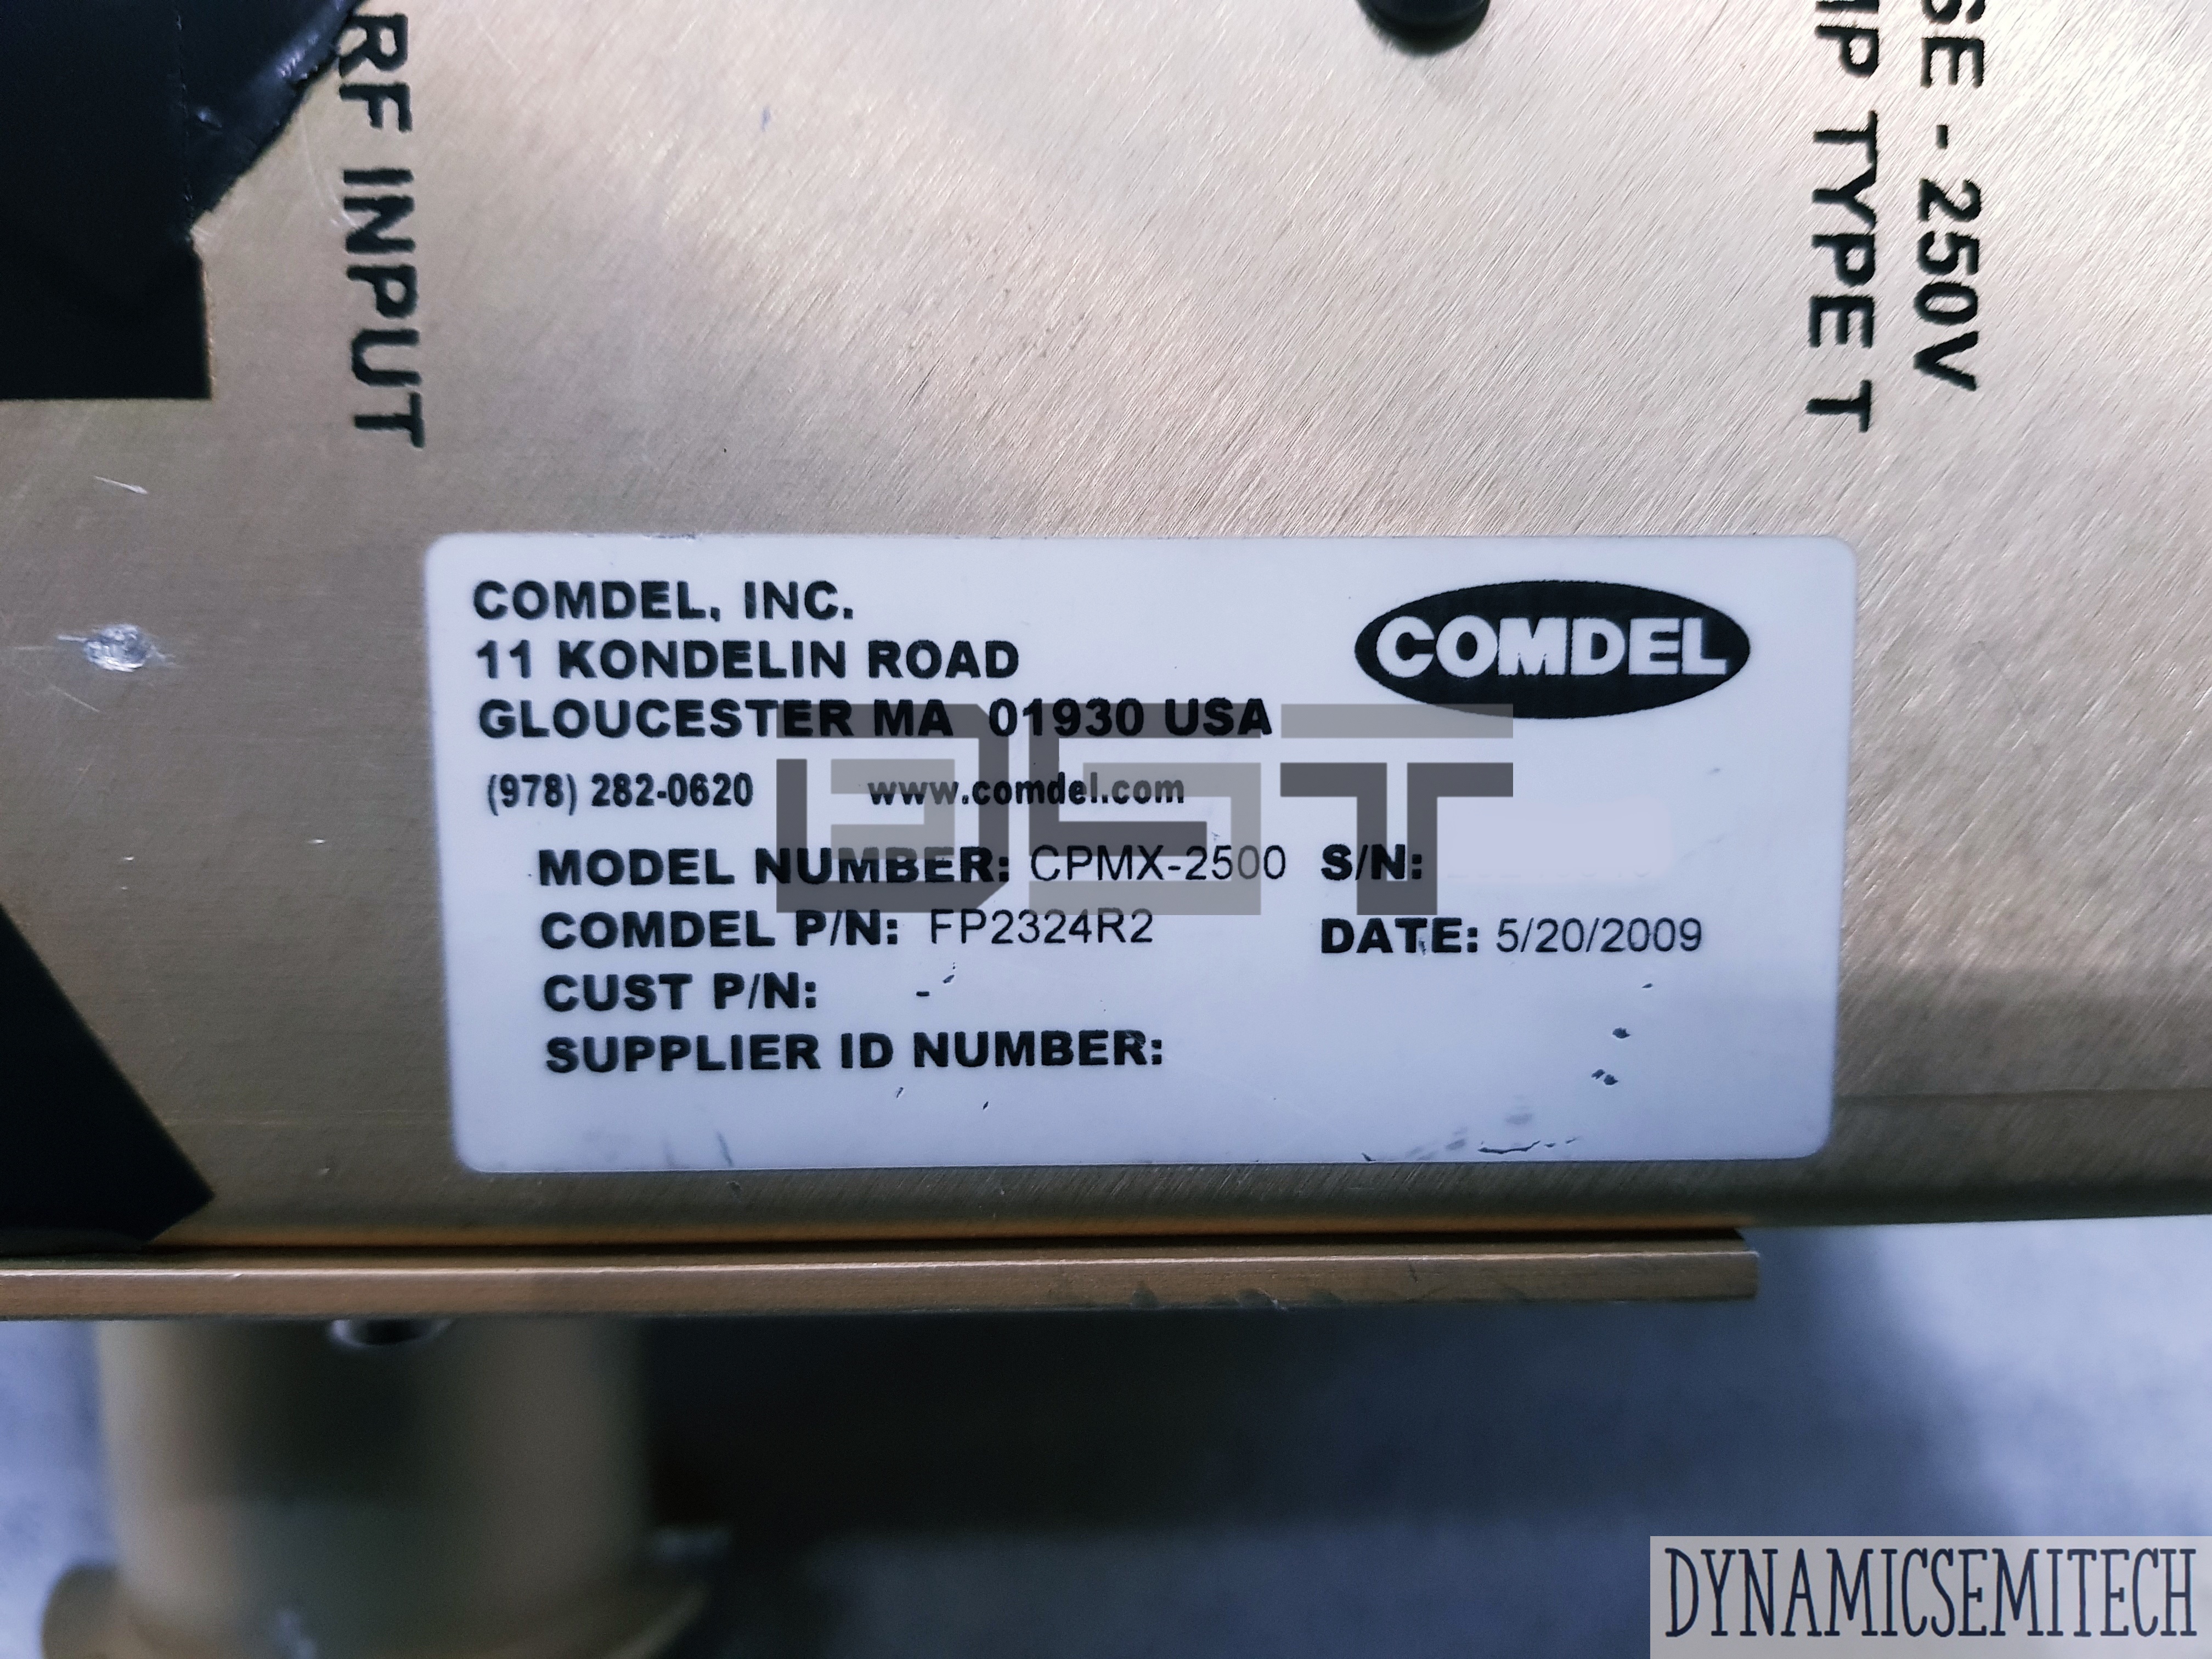 RF INPUT
SE - 250V
MP TYPE T
COMDEL, INC.
11 KONDELIN ROAD
GLOUCESTER MA 01930 USA
COMDEL
(978) 282-0620 www.comdel.com
DST
MODEL NUMBER: CPMX-2500 S/N:
COMDEL P/N: FP2324R2 DATE: 5/20/2009
CUST P/N: -
SUPPLIER ID NUMBER:
DYNAMICSEMITECH